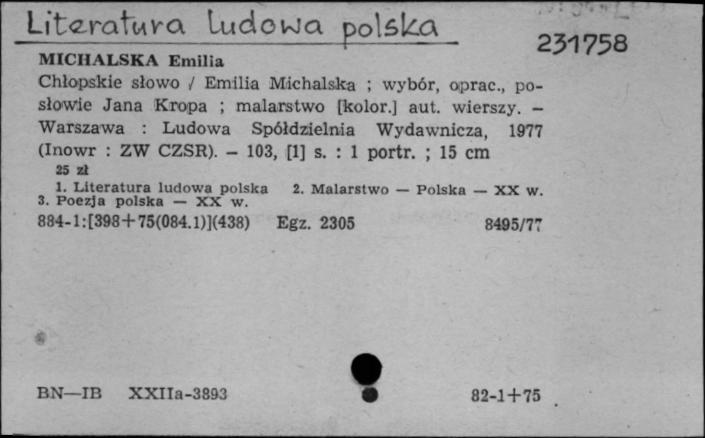 Literatura ludowa polska
231758
MICHALSKA Emilia
Chłopskie słowo / Emilia Michalska ; wybór, oprac., po-
słowie Jana Kropa ; malarstwo [kolor.] aut. wierszy. –
Warszawa : Ludowa Spółdzielnia Wydawnicza, 1977
(Inowr : ZW CZSR). – 103, [1] s. : 1 portr. ; 15 cm
25 zł
1. Literatura ludowa polska 2. Malarstwo — Polska — XX w.
3. Poezja polska — XX w.
884-1:[398+75(084.1)](438) Egz. 2305 8495/77
BN—IB XXIIa-3893 82-1+75